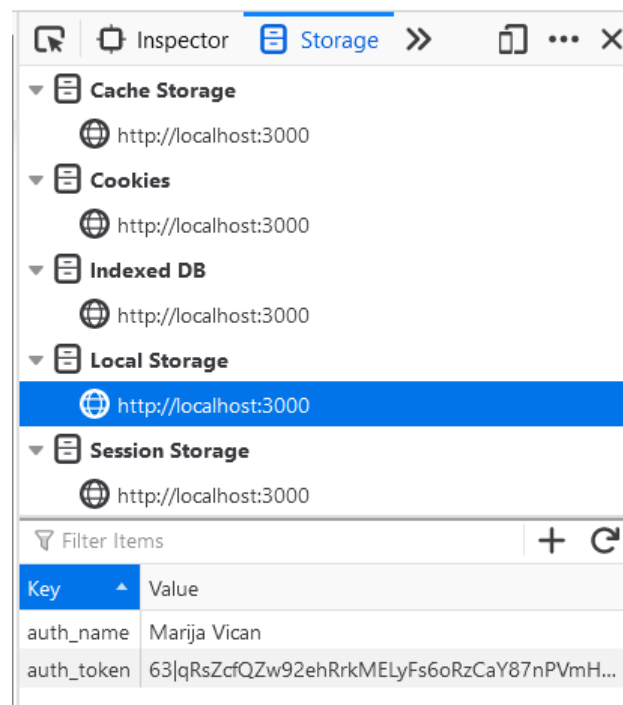 Inspector Storage
Cache Storage
http://localhost:3000
Cookies
http://localhost:3000
Indexed DB
http://localhost:3000
Local Storage
http://localhost:3000
Session Storage
http://localhost:3000
Filter Items
Key Value
auth_name Marija Vican
auth_token 63|qRsZcfQZw92ehRrkMELyFs6oRzCaY87nPVmH...